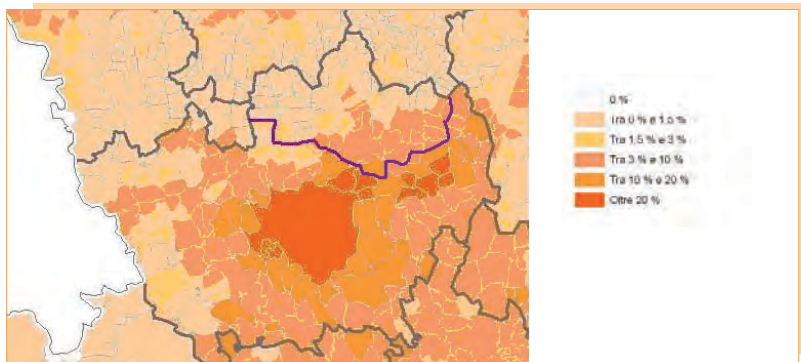 0 %
Tra 0 % e 1,5 %
Tra 1,5 % e 3 %
Tra 3 % e 10 %
Tra 10 % e 20 %
Oltre 20 %